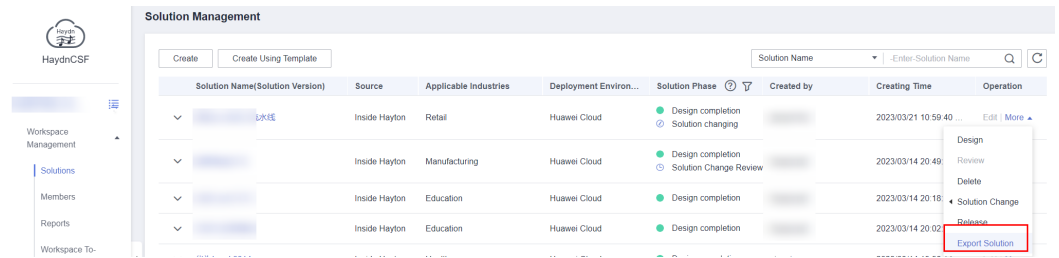 Haydn
HaydnCSF
Workspace
Management
Solutions
Members
Reports
Workspace To-
Solution Management
Create
Create Using Template
Solution Name
-Enter-Solution Name
Solution Name(Solution Version)
Source
Applicable Industries
Deployment Environ...
Solution Phase
Created by
Creating Time
Operation
水线
Inside Hayton
Retail
Huawei Cloud
Design completion
Solution changing
2023/03/21 10:59:40 ...
Edit
More
Inside Hayton
Manufacturing
Huawei Cloud
Design completion
Solution Change Review
2023/03/14 20:49:
Inside Hayton
Education
Huawei Cloud
Design completion
2023/03/14 20:18:
Inside Hayton
Education
Huawei Cloud
Design completion
2023/03/14 20:02:
Design
Review
Delete
Solution Change
Release
Export Solution